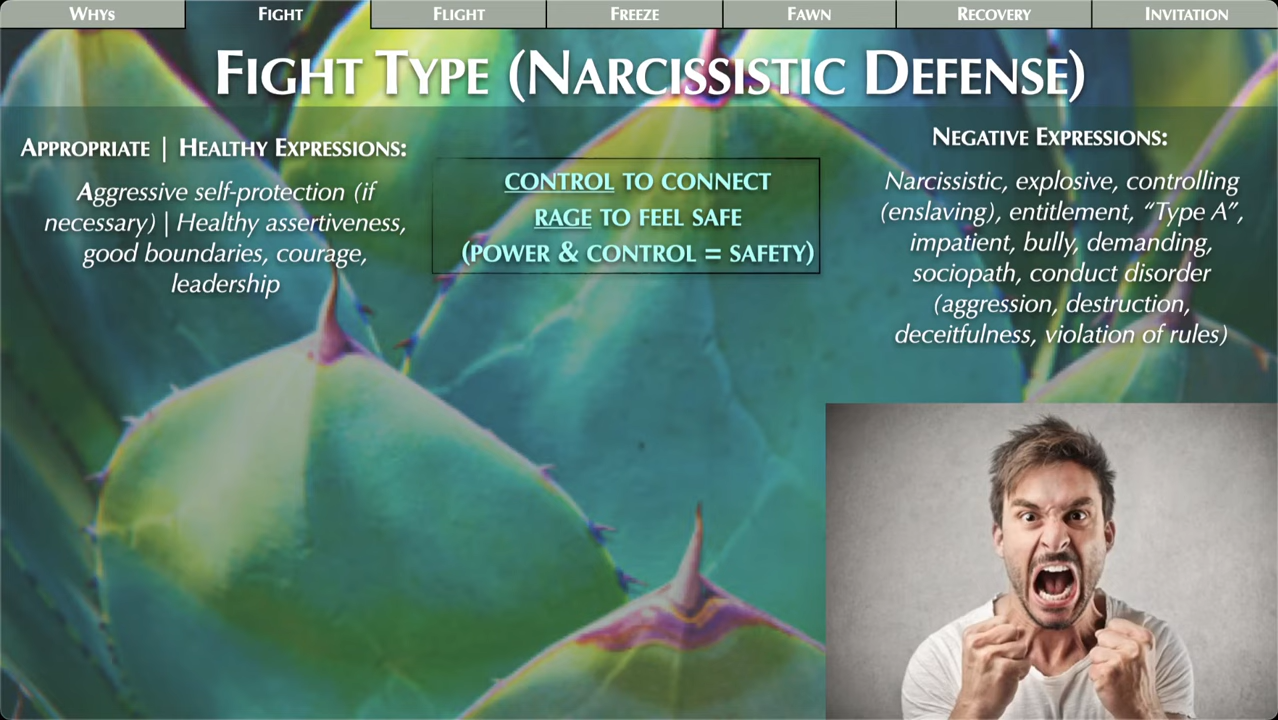 Whys
Fight
Flight
Freeze
Fawn
Recovery
Invitation
Fight Type (Narcissistic Defense)
Appropriate | Healthy Expressions:
Aggressive self-protection (if
necessary) | Healthy assertiveness,
good boundaries, courage,
leadership
CONTROL TO CONNECT
RAGE TO FEEL SAFE
(POWER & CONTROL = SAFETY)
Negative Expressions:
Narcissistic, explosive, controlling
(enslaving), entitlement, “Type A”,
impatient, bully, demanding,
sociopath, conduct disorder
(aggression, destruction,
deceitfulness, violation of rules)